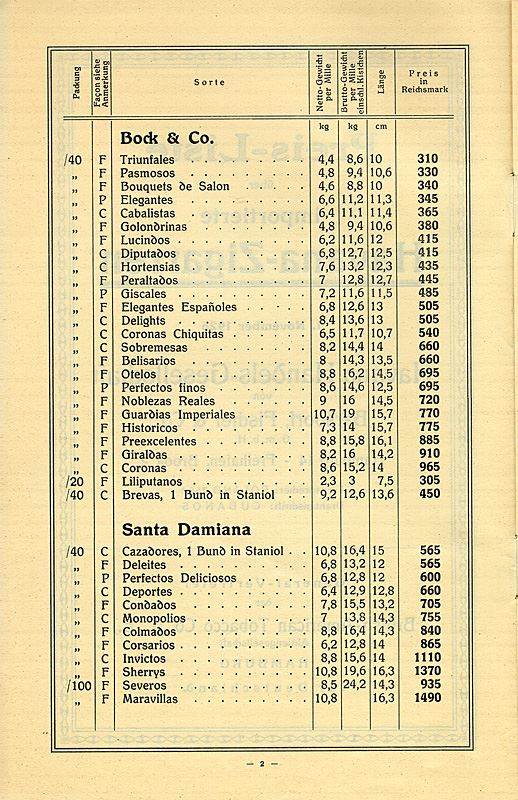 Packung | Façon siehe Anmerkung | Sorte | Netto-Gewicht per Mille | Brutto-Gewicht per Mille einschl. Kistchen | Länge | Preis in Reichsmark
kg | kg | cm
Bock & Co.
/40 F Triunfales 4,4 8,6 10 310
„ F Pasmosos 4,8 9,4 10,6 330
„ F Bouquets de Salon 4,6 8,8 10 340
„ P Elegantes 6,6 11,2 11,3 345
„ C Cabalistas 6,4 11,1 11,4 365
„ F Golondrinas 4,8 9,4 10,6 380
„ F Lucindos 6,2 11,6 12 415
„ C Diputados 6,8 12,7 12,5 415
„ C Hortensias 7,6 13,2 12,3 435
„ F Peraltados 7 12,8 12,7 445
„ P Giscales 7,2 11,6 11,5 485
„ F Elegantes Españoles 6,8 12,6 13 505
„ C Delights 8,4 13,6 13 505
„ C Coronas Chiquitas 6,5 11,7 10,7 540
„ C Sobremesas 8,2 14,4 14 660
„ F Belisarios 8 14,3 13,5 660
„ F Otelos 8,8 16,2 14,5 695
„ P Perfectos finos 8,6 14,6 12,5 695
„ F Noblezas Reales 9 16 14,5 720
„ F Guardias Imperiales 10,7 19 15,7 770
„ F Historicos 7,3 14 15,7 775
„ F Preexcelentes 8,8 15,8 16,1 885
„ F Giraldas 8,2 16 14,2 910
„ C Coronas 8,6 15,2 14 965
/20 F Liliputanos 2,3 3 7,5 305
/40 C Brevas, 1 Bund in Staniol 9,2 12,6 13,6 450
Santa Damiana
/40 C Cazadores, 1 Bund in Staniol 10,8 16,4 15 565
„ F Deleites 6,8 13,2 12 565
„ P Perfectos Deliciosos 6,8 12,8 12 600
„ C Deportes 6,4 12,9 12,8 660
„ F Condados 7,8 15,5 13,2 705
„ C Monopolios 7 13,8 14,3 755
„ F Colmados 8,8 16,4 14,3 840
„ F Corsarios 6,2 12,8 14 865
„ C Invictos 8,8 15,6 14 1110
„ F Sherrys 10,8 19,6 16,3 1370
/100 F Severos 8,5 24,2 14,3 935
„ F Maravillas 10,8 16,3 1490
— 2 —